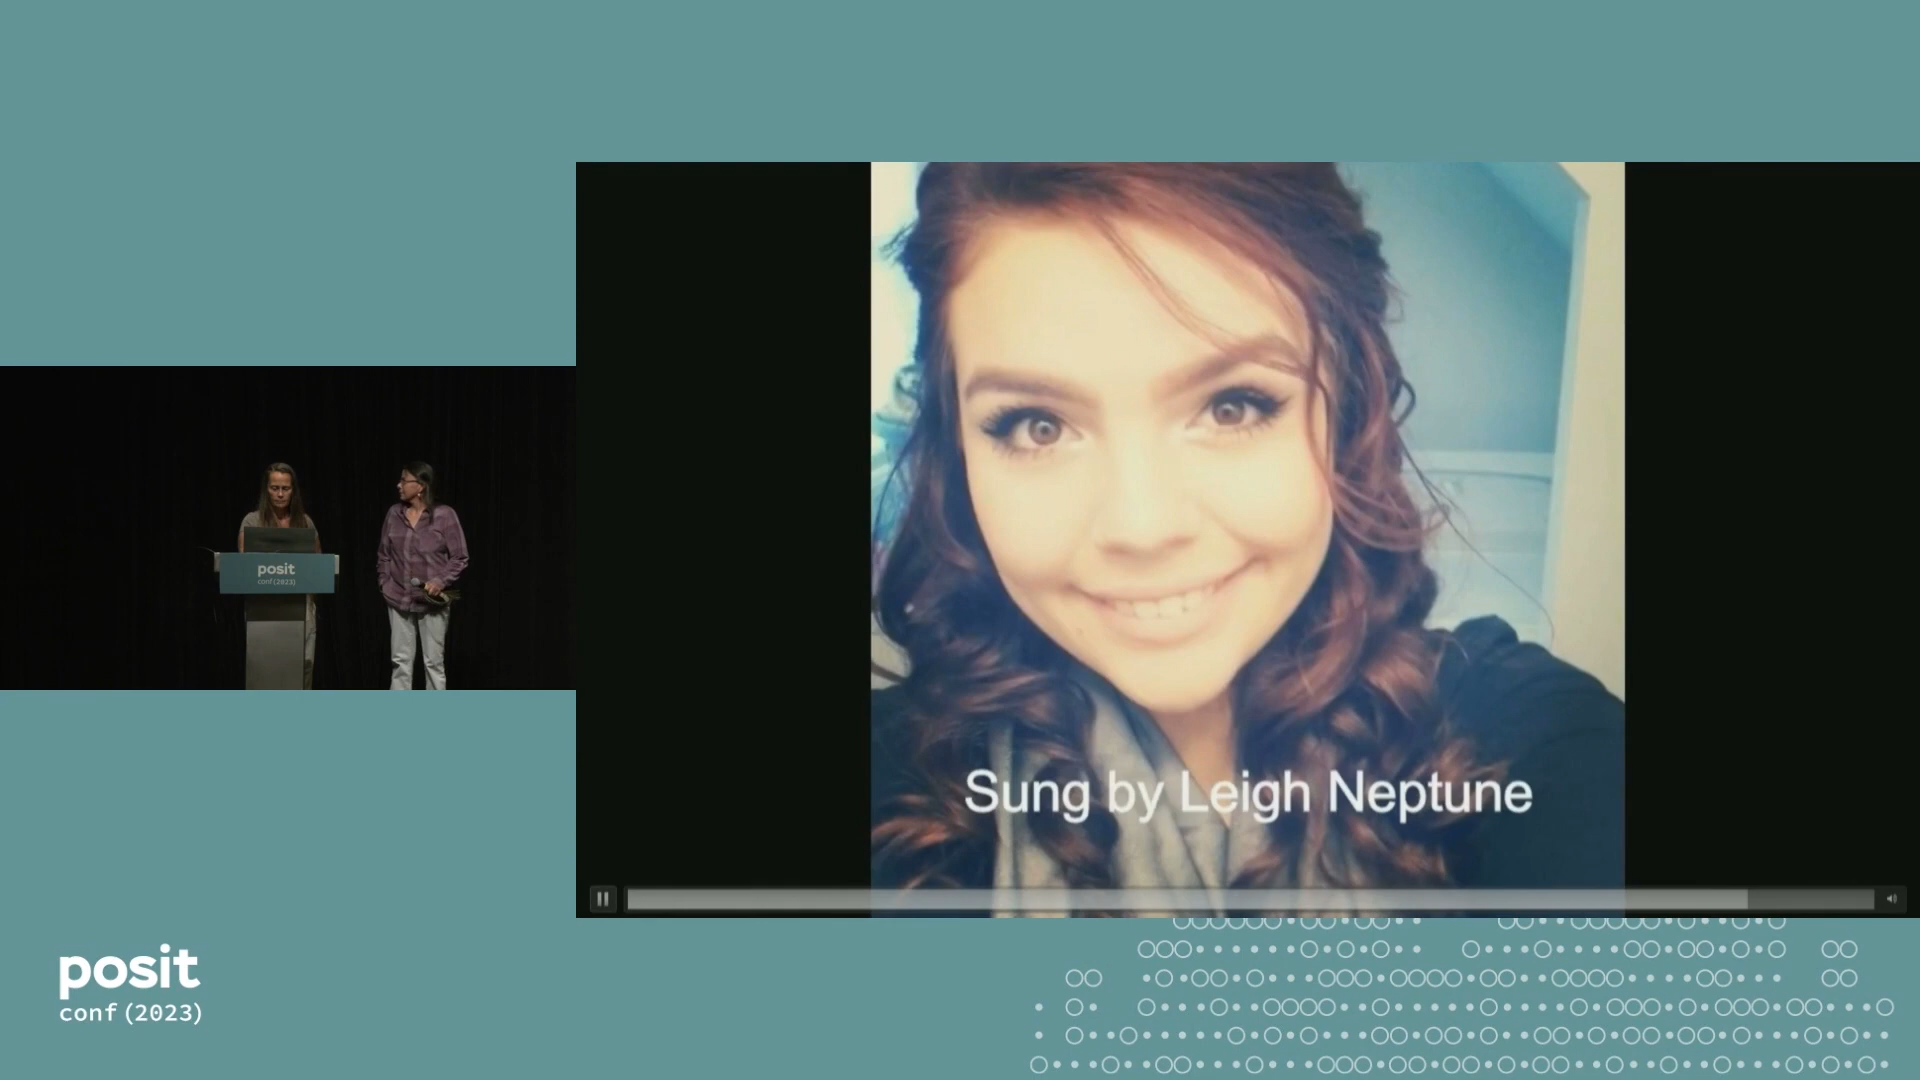 posit
conf(2023)
Sung by Leigh Neptune
posit
conf(2023)